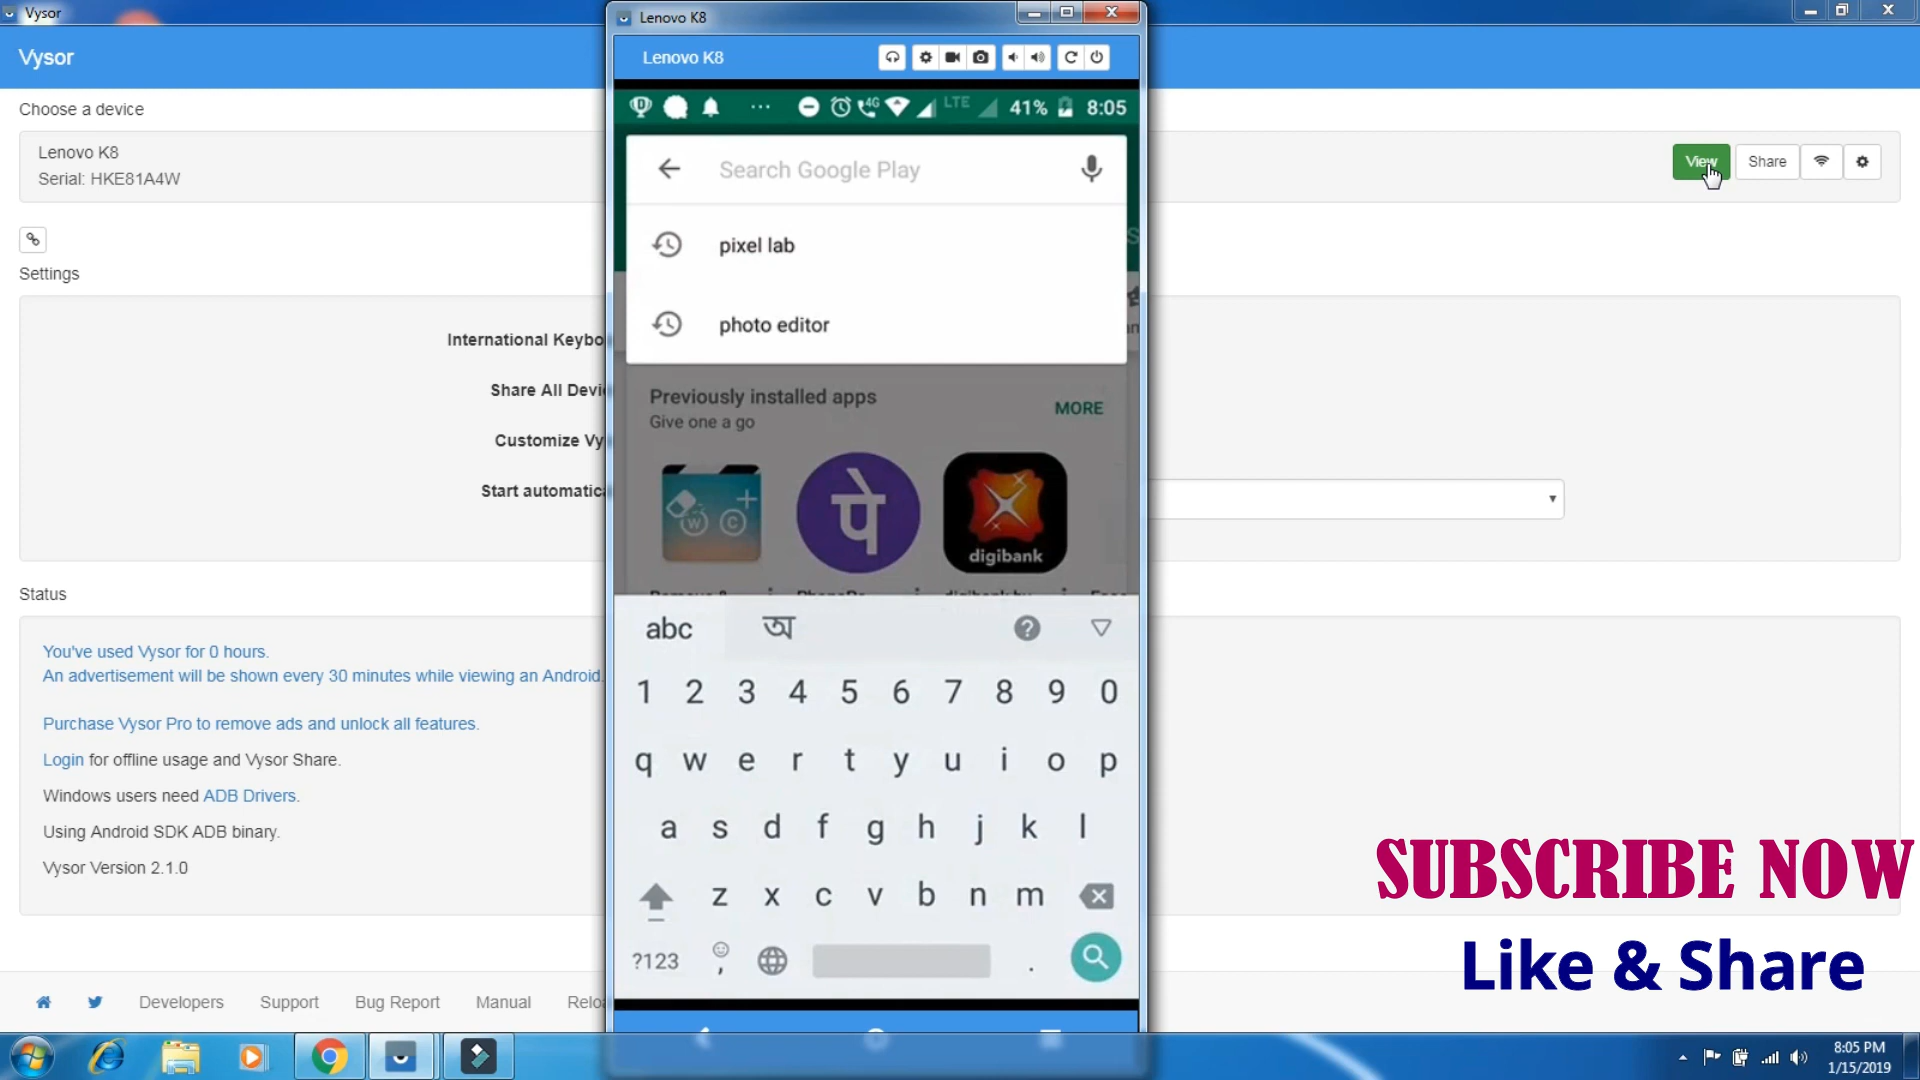 Vysor
Vysor
Choose a device
Lenovo K8
Serial: HKE81A4W
View
Share
Settings
International Keybo
Share All Devi
Customize Vy
Start automatica
Status
You've used Vysor for 0 hours.
An advertisement will be shown every 30 minutes while viewing an Android.
Purchase Vysor Pro to remove ads and unlock all features.
Login for offline usage and Vysor Share.
Windows users need ADB Drivers.
Using Android SDK ADB binary.
Vysor Version 2.1.0
Developers
Support
Bug Report
Manual
Relo
Lenovo K8
Lenovo K8
4G
LTE
41%
8:05
Search Google Play
pixel lab
photo editor
Previously installed apps
Give one a go
MORE
W
C
पे
digibank
abc
অ
1 2 3 4 5 6 7 8 9 0
q w e r t y u i o p
a s d f g h j k l
z x c v b n m
?123
,
.
SUBSCRIBE NOW
Like & Share
8:05 PM
1/15/2019